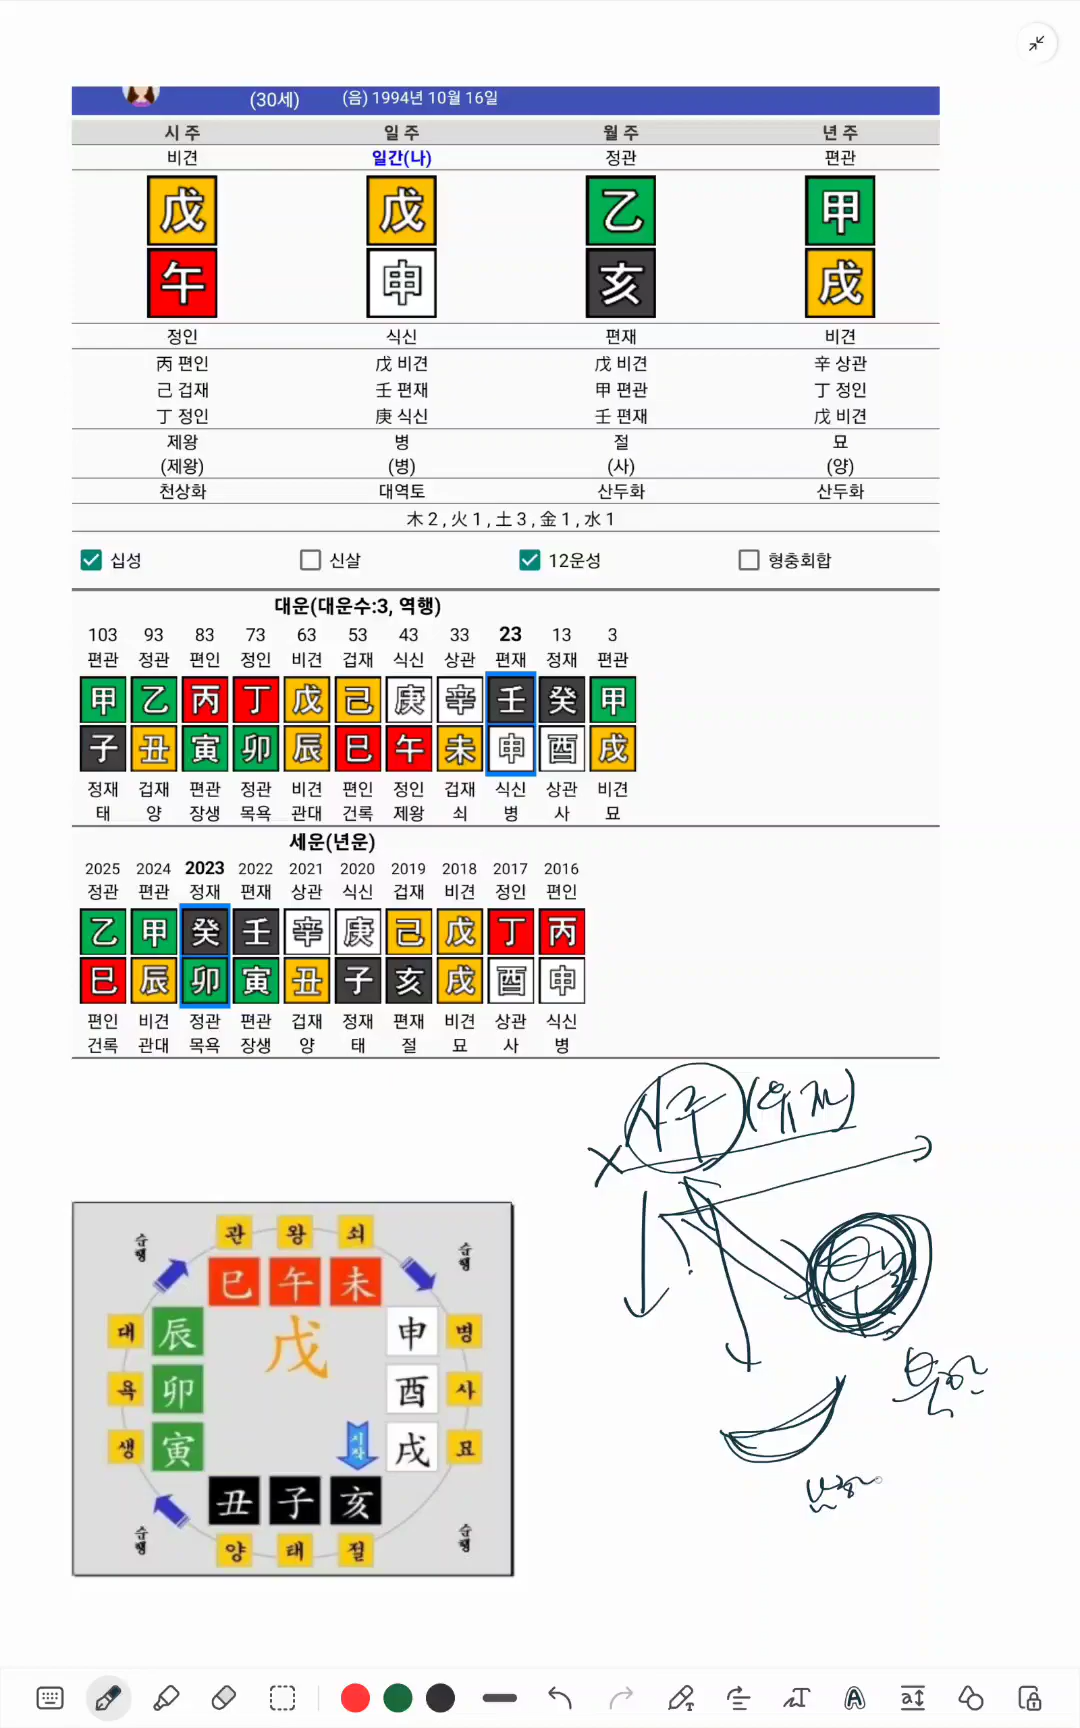 (30세) (음) 1994년 10월 16일
시 주 일 주 월 주 년 주
비견 일간(나) 정관 편관
戊 戊 乙 甲
午 申 亥 戌
정인 식신 편재 비견
丙 편인 戊 비견 戊 비견 辛 상관
己 겁재 壬 편재 甲 편관 丁 정인
丁 정인 庚 식신 壬 편재 戊 비견
제왕 병 절 묘
(제왕) (병) (사) (양)
천상화 대역토 산두화 산두화
木 2 , 火 1 , 土 3 , 金 1 , 水 1
십성 신살 12운성 형충회합
대운(대운수:3, 역행)
103 93 83 73 63 53 43 33 23 13 3
편관 정관 편인 정인 비견 겁재 식신 상관 편재 정재 편관
甲 乙 丙 丁 戊 己 庚 辛 壬 癸 甲
子 丑 寅 卯 辰 巳 午 未 申 酉 戌
정재 겁재 편관 정관 비견 편인 정인 겁재 식신 상관 비견
태 양 장생 목욕 관대 건록 제왕 쇠 병 사 묘
세운(년운)
2025 2024 2023 2022 2021 2020 2019 2018 2017 2016
정관 편관 정재 편재 상관 식신 겁재 비견 정인 편인
乙 甲 癸 壬 辛 庚 己 戊 丁 丙
巳 辰 卯 寅 丑 子 亥 戌 酉 申
편인 비견 정관 편관 겁재 정재 편재 비견 상관 식신
건록 관대 목욕 장생 양 태 절 묘 사 병
사주
관 왕 쇠
순행 순행
巳 午 未
대 辰 戊 申 병
욕 卯 酉 사
생 寅 시작 戌 묘
丑 子 亥
순행 순행
양 태 절